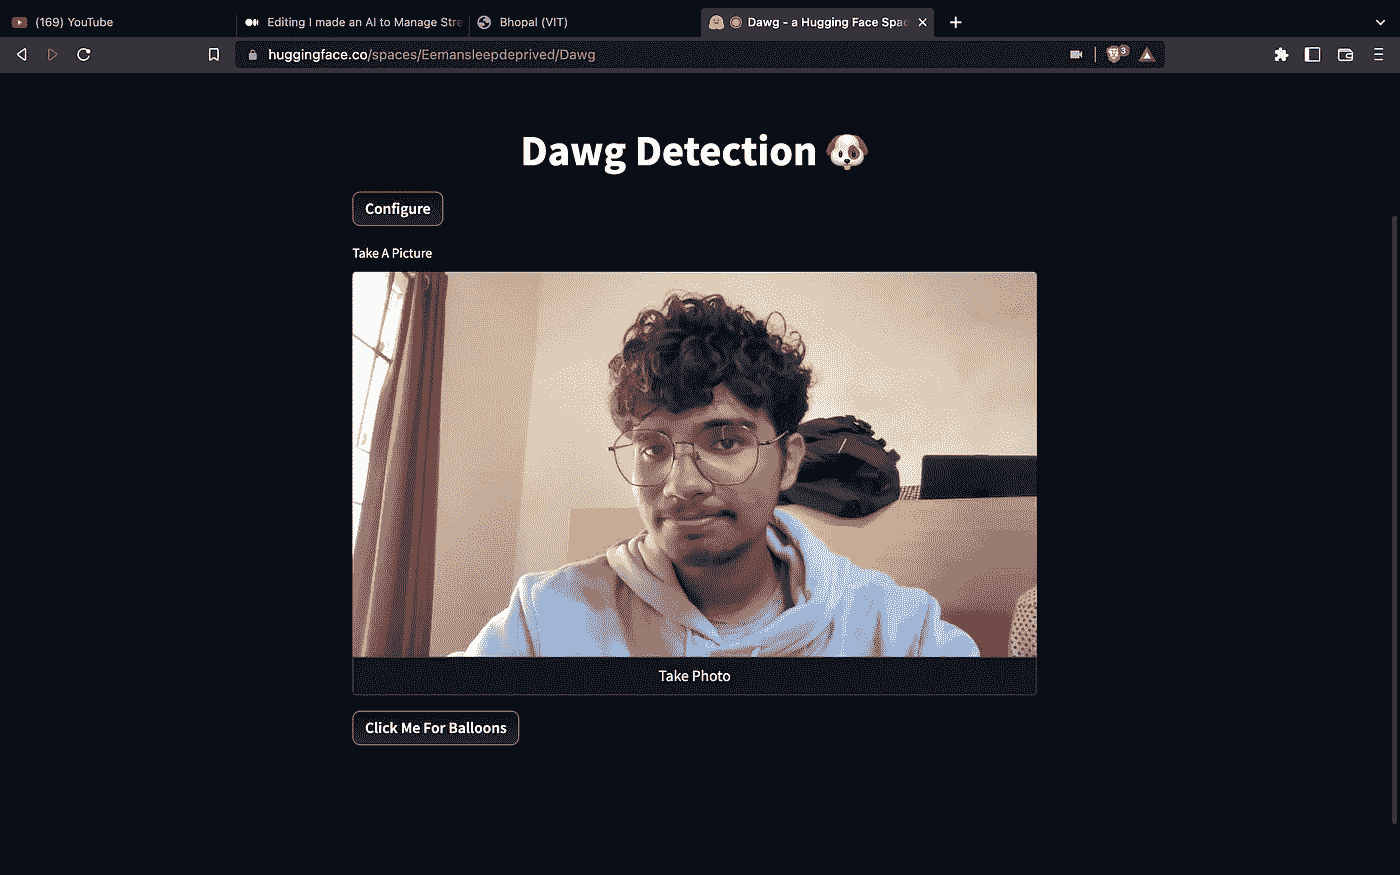 (169) YouTube
Editing I made an AI to Manage Stre
Bhopal (VIT)
Dawg - a Hugging Face Spac
huggingface.co/spaces/Eemansleepdeprived/Dawg
3
Dawg Detection
Configure
Take A Picture
Take Photo
Click Me For Balloons